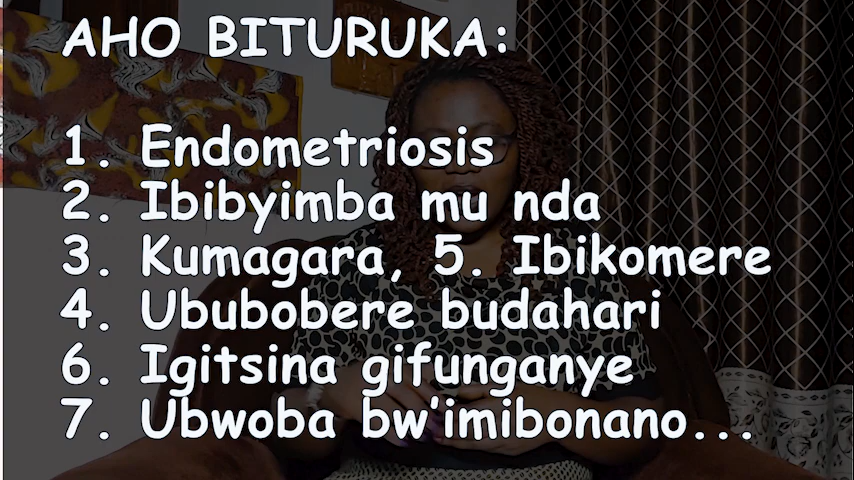 AHO BITURUKA:
1. Endometriosis
2. Ibibyimba mu nda
3. Kumagara, 5. Ibikomere
4. Ububobere budahari
6. Igitsina gifunganye
7. Ubwoba bw'imibonano...